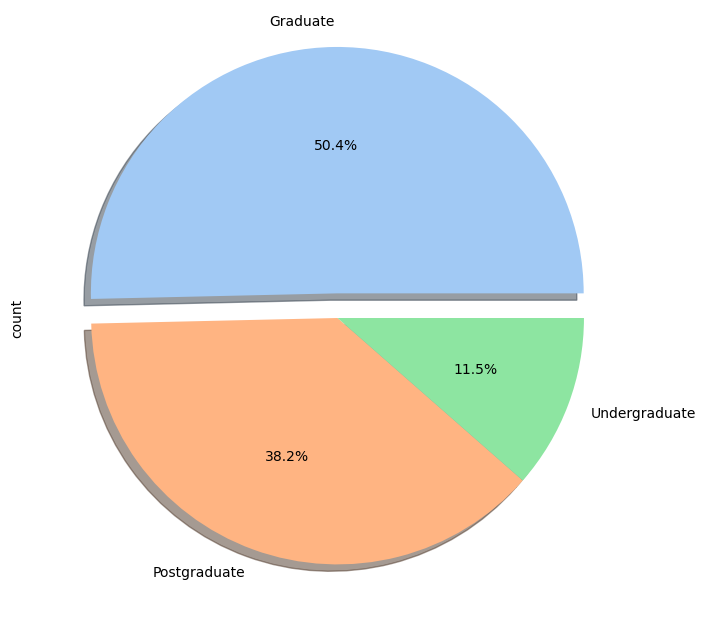 Graduate
50.4%
count
11.5%
Undergraduate
38.2%
Postgraduate